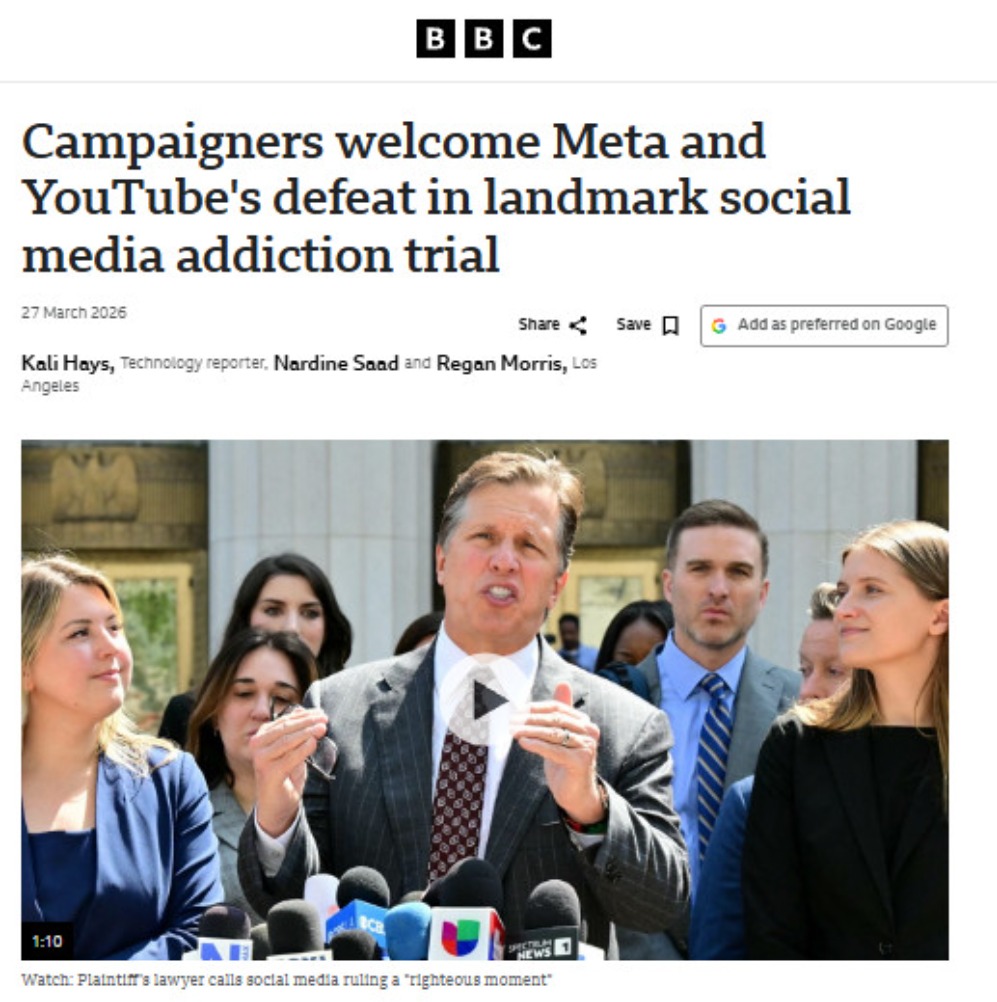 BBC
Campaigners welcome Meta and
YouTube's defeat in landmark social
media addiction trial
27 March 2026
Share
Save
Add as preferred on Google
Kali Hays, Technology reporter, Nardine Saad and Regan Morris, Los
Angeles
CBS
SPECTRUM
NEWS 1
1:10
Watch: Plaintiff's lawyer calls social media ruling a "righteous moment"